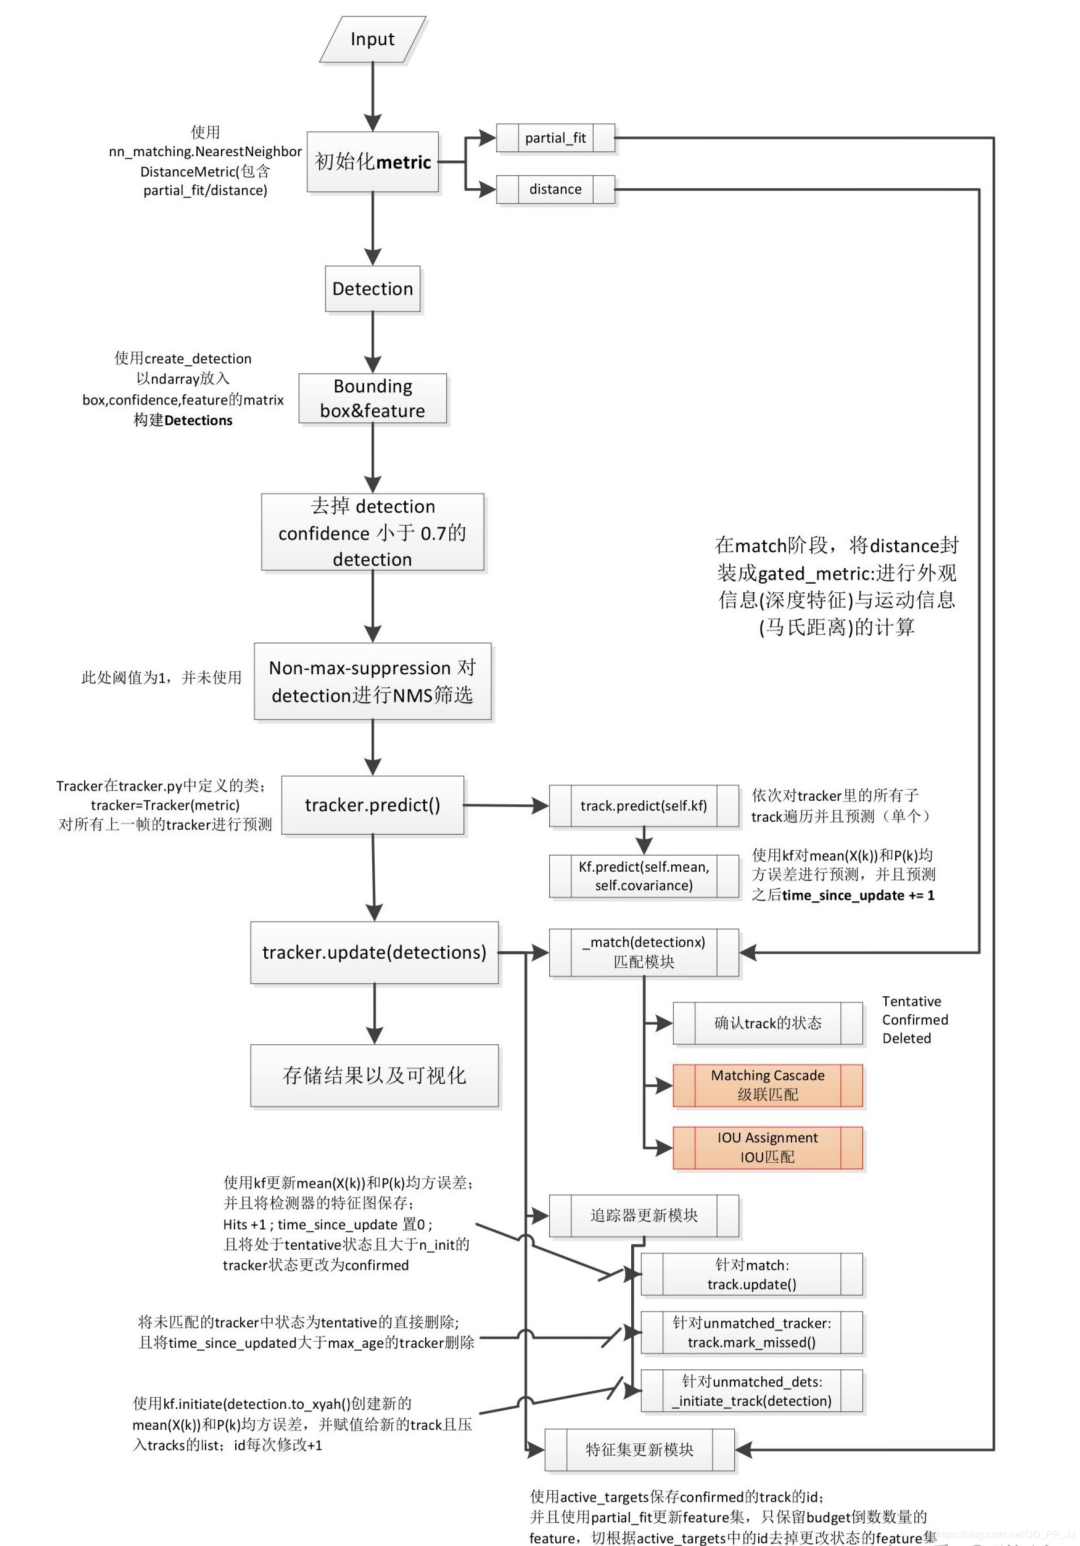 Input
使用
nn_matching.NearestNeighbor
DistanceMetric(包含
partial_fit/distance)
初始化metric
partial_fit
distance
Detection
使用create_detection
以ndarray放入
box,confidence,feature的matrix
构建Detections
Bounding
box&feature
去掉 detection
confidence 小于 0.7的
detection
在match阶段，将distance封
装成gated_metric:进行外观
信息(深度特征)与运动信息
(马氏距离)的计算
此处阈值为1，并未使用
Non-max-suppression 对
detection进行NMS筛选
Tracker在tracker.py中定义的类；
tracker=Tracker(metric)
对所有上一帧的tracker进行预测
tracker.predict()
track.predict(self.kf)
依次对tracker里的所有子
track遍历并且预测（单个）
Kf.predict(self.mean,
self.covariance)
使用kf对mean(X(k))和P(k)均
方误差进行预测，并且预测
之后time_since_update += 1
tracker.update(detections)
_match(detectionx)
匹配模块
确认track的状态
Tentative
Confirmed
Deleted
Matching Cascade
级联匹配
IOU Assignment
IOU匹配
存储结果以及可视化
使用kf更新mean(X(k))和P(k)均方误差；
并且将检测器的特征图保存；
Hits +1 ; time_since_update 置0 ;
且将处于tentative状态且大于n_init的
tracker状态更改为confirmed
追踪器更新模块
针对match:
track.update()
将未匹配的tracker中状态为tentative的直接删除;
且将time_since_updated大于max_age的tracker删除
针对unmatched_tracker:
track.mark_missed()
使用kf.initiate(detection.to_xyah()创建新的
mean(X(k))和P(k)均方误差，并赋值给新的track且压
入tracks的list；id每次修改+1
针对unmatched_dets:
_initiate_track(detection)
特征集更新模块
使用active_targets保存confirmed的track的id；
并且使用partial_fit更新feature集，只保留budget倒数数量的
feature，切根据active_targets中的id去掉更改状态的feature集
https://blog.csdn.net/DD_PP_JJ